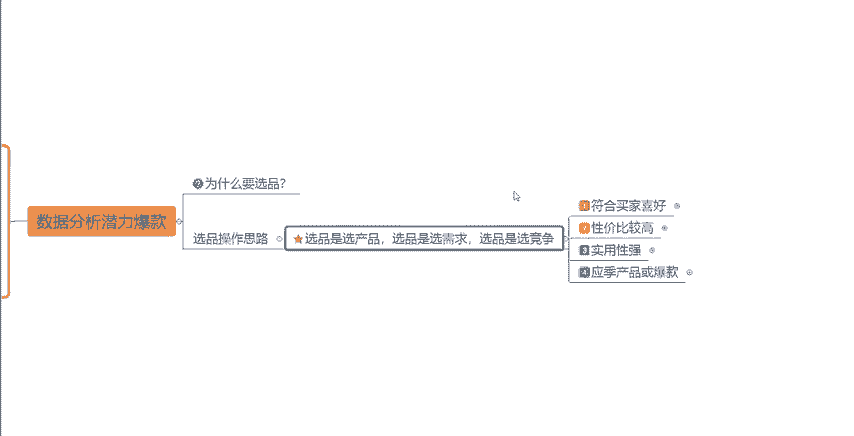 数据分析潜力爆款
为什么要选品？
选品操作思路
选品是选产品，选品是选需求，选品是选竞争
1符合买家喜好
2性价比较高
3实用性强
4应季产品或爆款